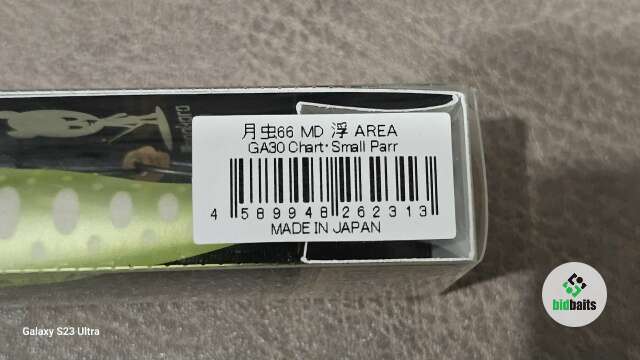 月虫66 MD 浮 AREA
GA30 Chart・Small Parr
4 589948 262313
MADE IN JAPAN
bidbaits
Galaxy S23 Ultra